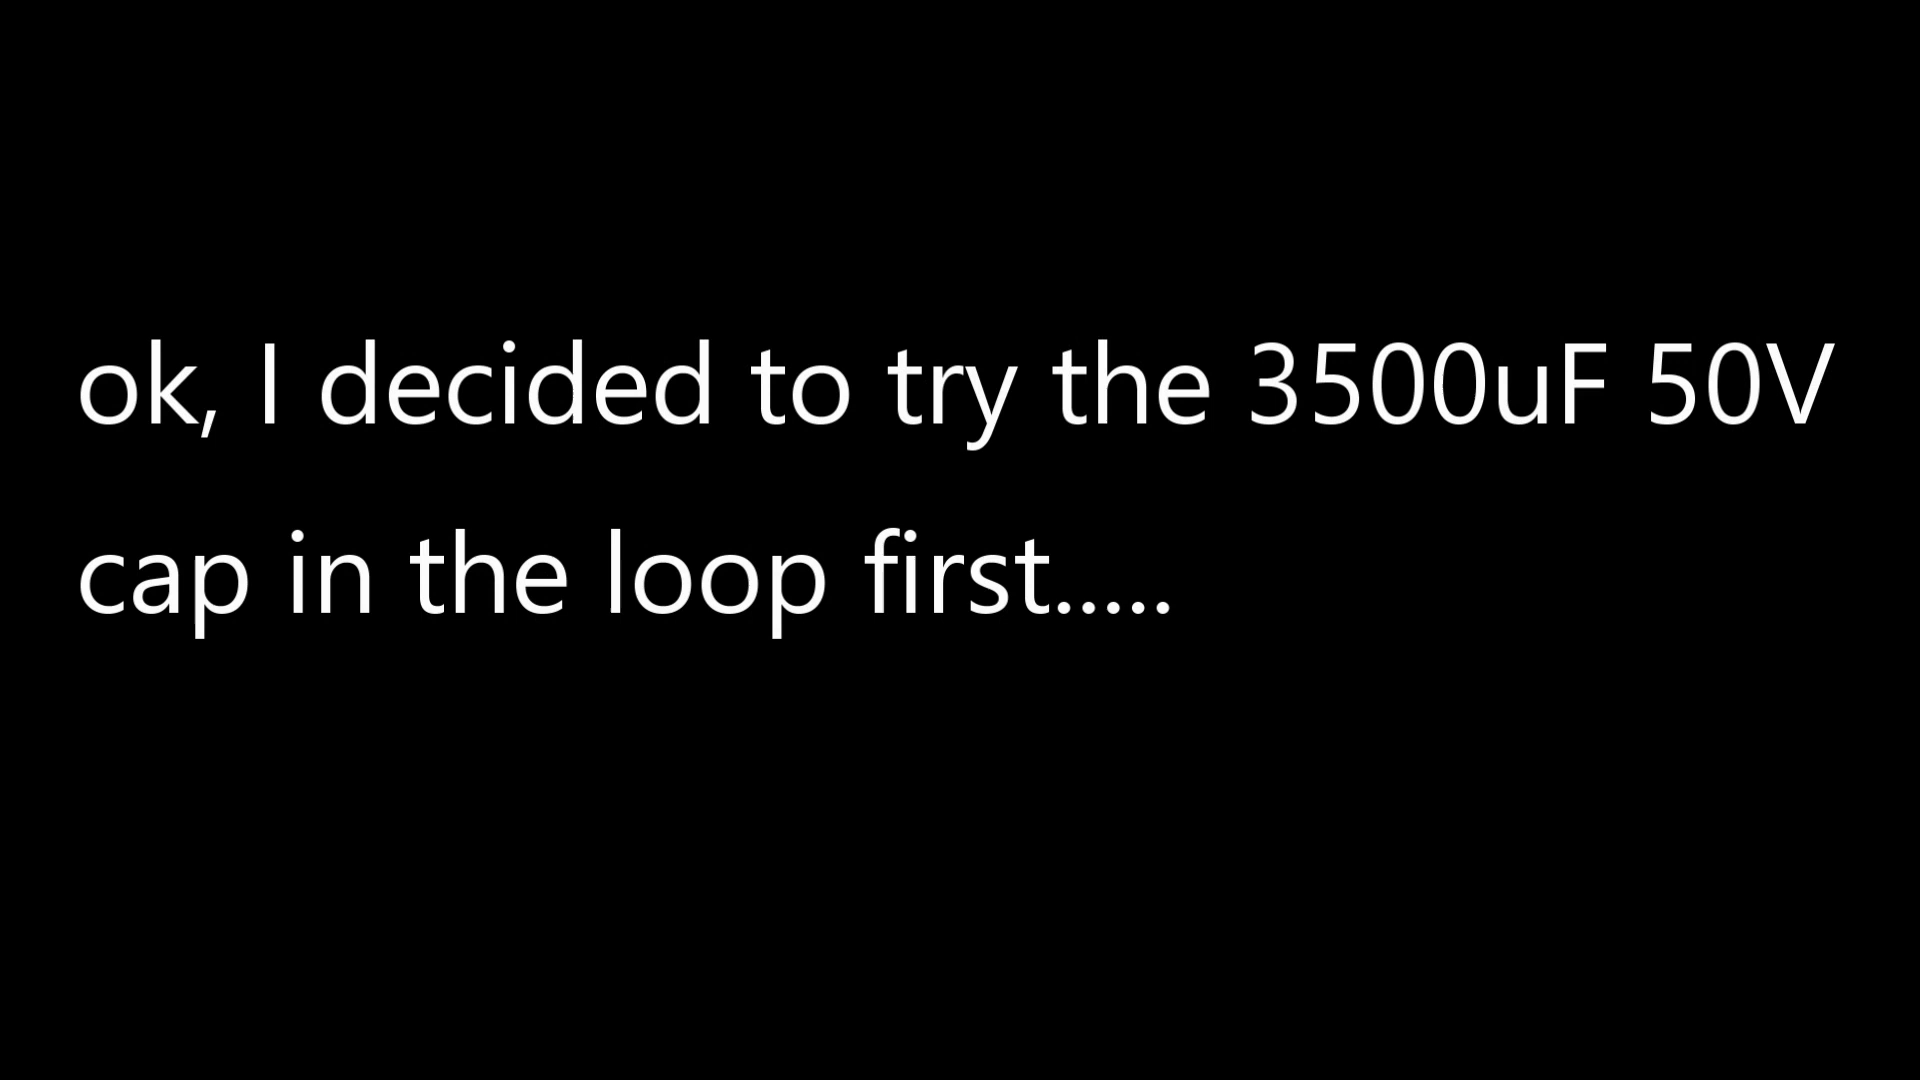 ok, I decided to try the 3500uF 50V
cap in the loop first.....